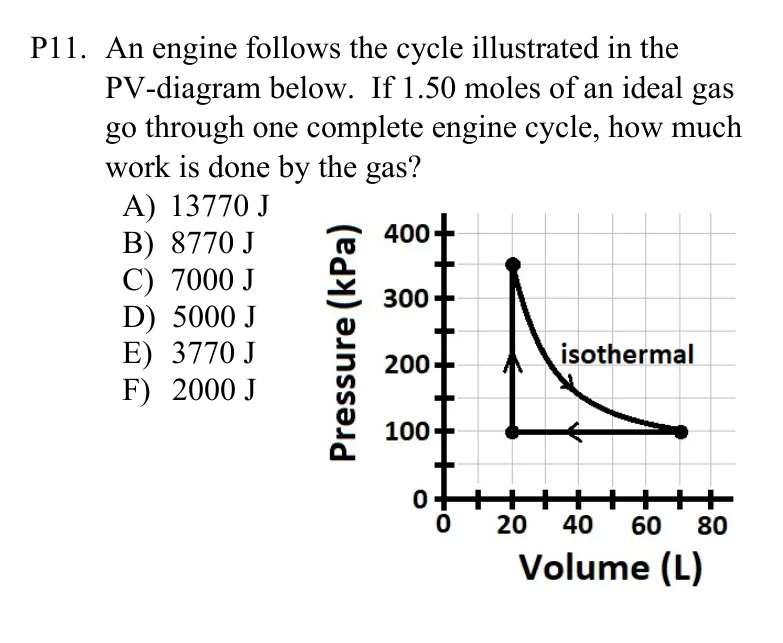 P11. An engine follows the cycle illustrated in the
PV-diagram below. If 1.50 moles of an ideal gas
go through one complete engine cycle, how much
work is done by the gas?
A) 13770 J
B) 8770 J
C) 7000 J
D) 5000 J
E) 3770 J
F) 2000 J
Pressure (kPa)
400
300
200
100
0
isothermal
0 20 40 60 80
Volume (L)